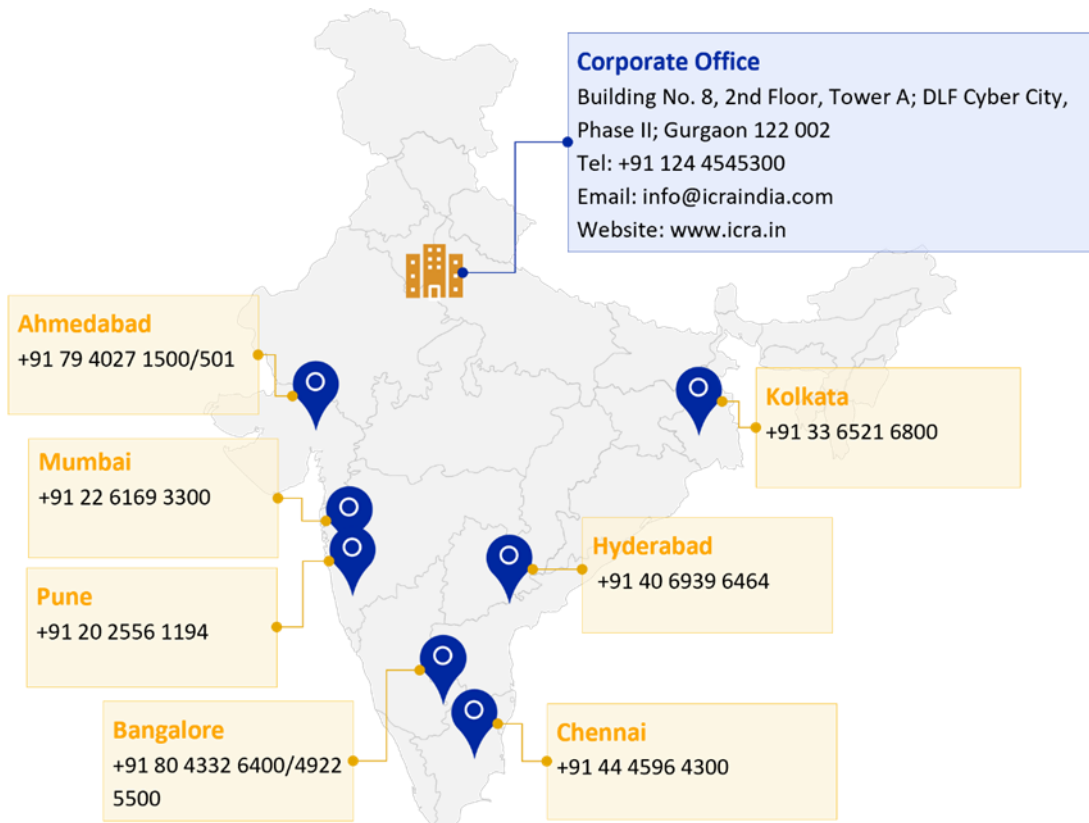 Corporate Office
Building No. 8, 2nd Floor, Tower A; DLF Cyber City,
Phase II; Gurgaon 122 002
Tel: +91 124 4545300
Email: info@icraindia.com
Website: www.icra.in
Ahmedabad
+91 79 4027 1500/501
Kolkata
+91 33 6521 6800
Mumbai
+91 22 6169 3300
Hyderabad
+91 40 6939 6464
Pune
+91 20 2556 1194
Bangalore
+91 80 4332 6400/4922
5500
Chennai
+91 44 4596 4300